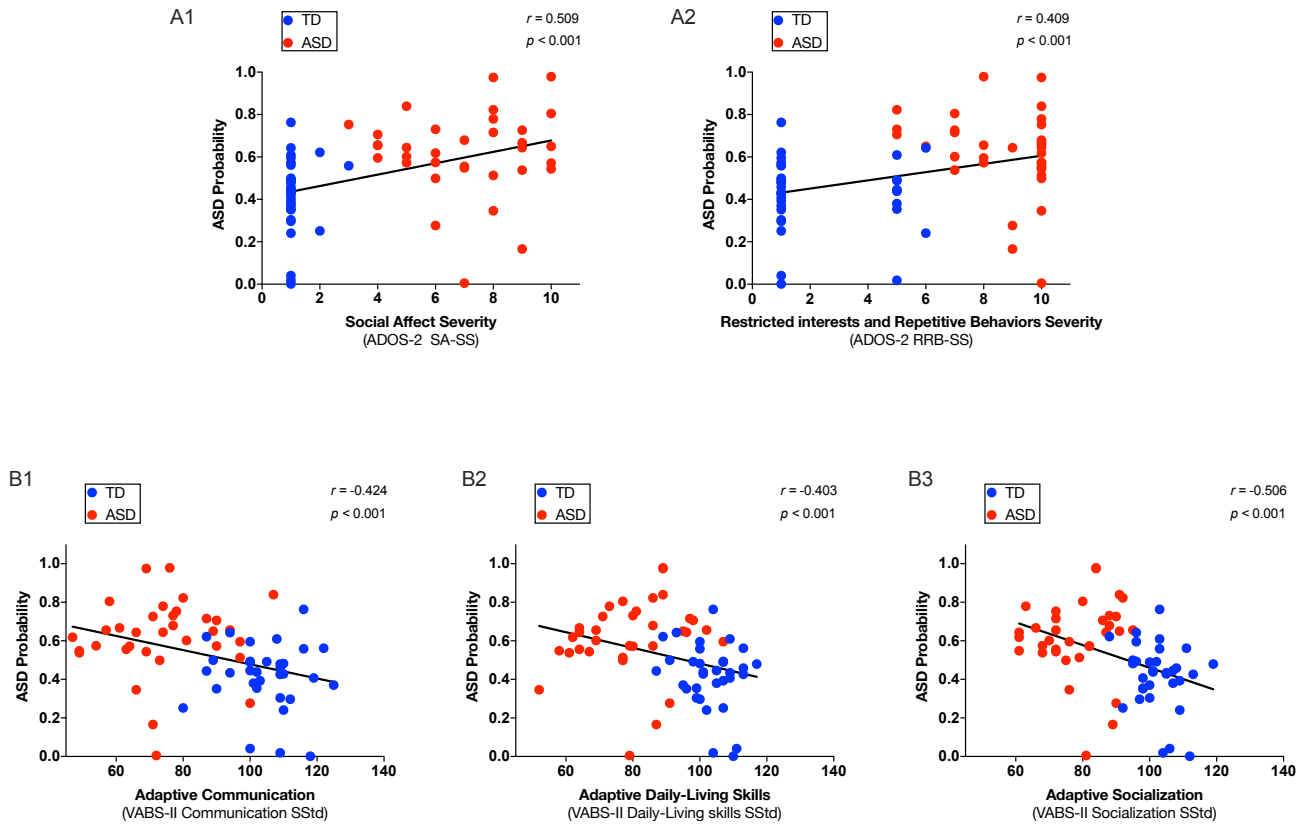 A1
TD
ASD
r = 0.509
p < 0.001
1.0
0.8
0.6
0.4
0.2
0.0
ASD Probability
0 2 4 6 8 10
Social Affect Severity
(ADOS-2 SA-SS)
A2
TD
ASD
r = 0.409
p < 0.001
1.0
0.8
0.6
0.4
0.2
0.0
ASD Probability
0 2 4 6 8 10
Restricted interests and Repetitive Behaviors Severity
(ADOS-2 RRB-SS)
B1
TD
ASD
r = -0.424
p < 0.001
1.0
0.8
0.6
0.4
0.2
0.0
ASD Probability
60 80 100 120 140
Adaptive Communication
(VABS-II Communication SStd)
B2
TD
ASD
r = -0.403
p < 0.001
1.0
0.8
0.6
0.4
0.2
0.0
ASD Probability
60 80 100 120 140
Adaptive Daily-Living Skills
(VABS-II Daily-Living skills SStd)
B3
TD
ASD
r = -0.506
p < 0.001
1.0
0.8
0.6
0.4
0.2
0.0
ASD Probability
60 80 100 120 140
Adaptive Socialization
(VABS-II Socialization SStd)